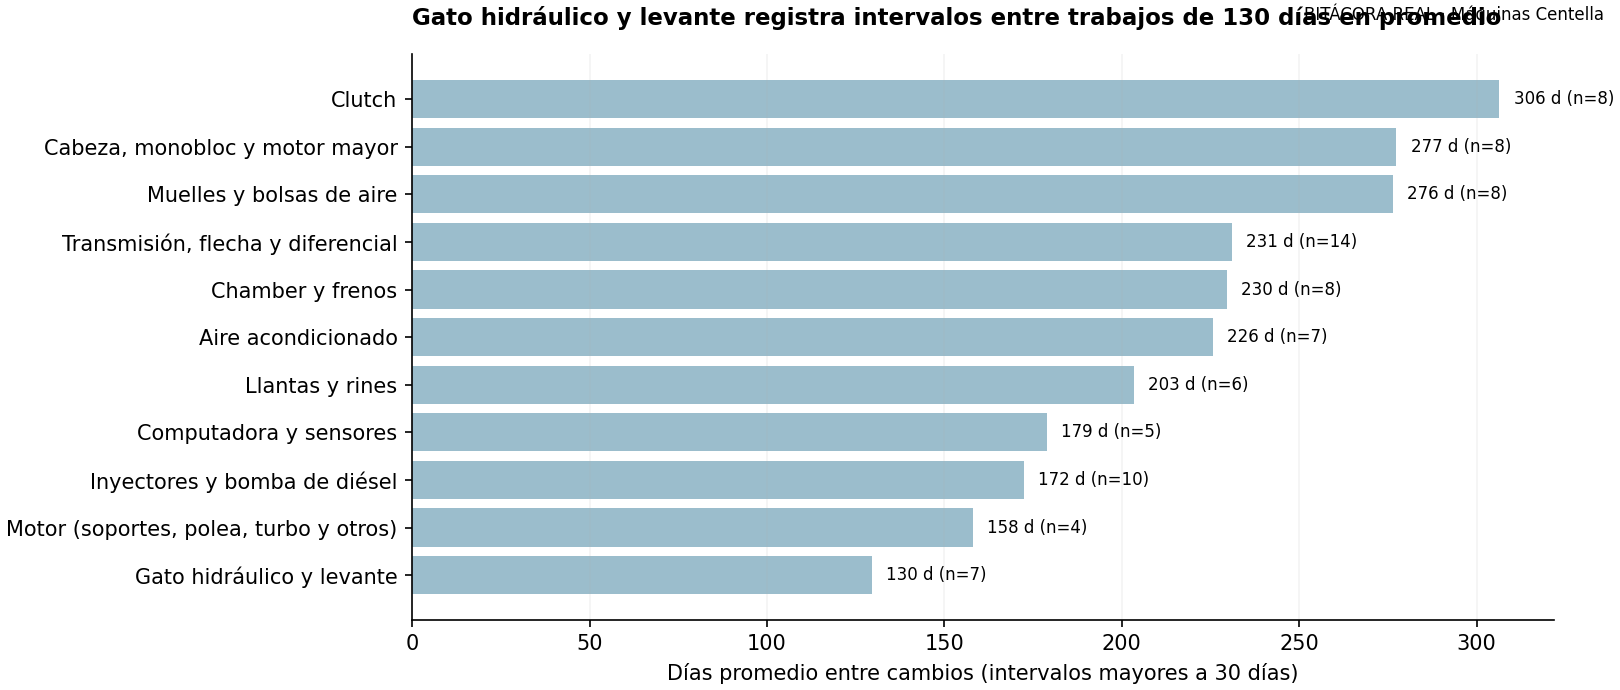 Gato hidráulico y levante registra intervalos entre trabajos de 130 días en promedio
BITÁCORA REAL · Máquinas Centella
Clutch 306 d (n=8)
Cabeza, monobloc y motor mayor 277 d (n=8)
Muelles y bolsas de aire 276 d (n=8)
Transmisión, flecha y diferencial 231 d (n=14)
Chamber y frenos 230 d (n=8)
Aire acondicionado 226 d (n=7)
Llantas y rines 203 d (n=6)
Computadora y sensores 179 d (n=5)
Inyectores y bomba de diésel 172 d (n=10)
Motor (soportes, polea, turbo y otros) 158 d (n=4)
Gato hidráulico y levante 130 d (n=7)
0 50 100 150 200 250 300
Días promedio entre cambios (intervalos mayores a 30 días)